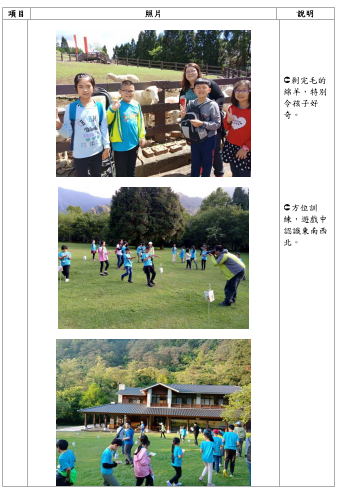 項目 照片 說明
➲剃完毛的
綿羊,特別
令孩子好
奇。
➲方位訓
練,遊戲中
認識東南西
北。